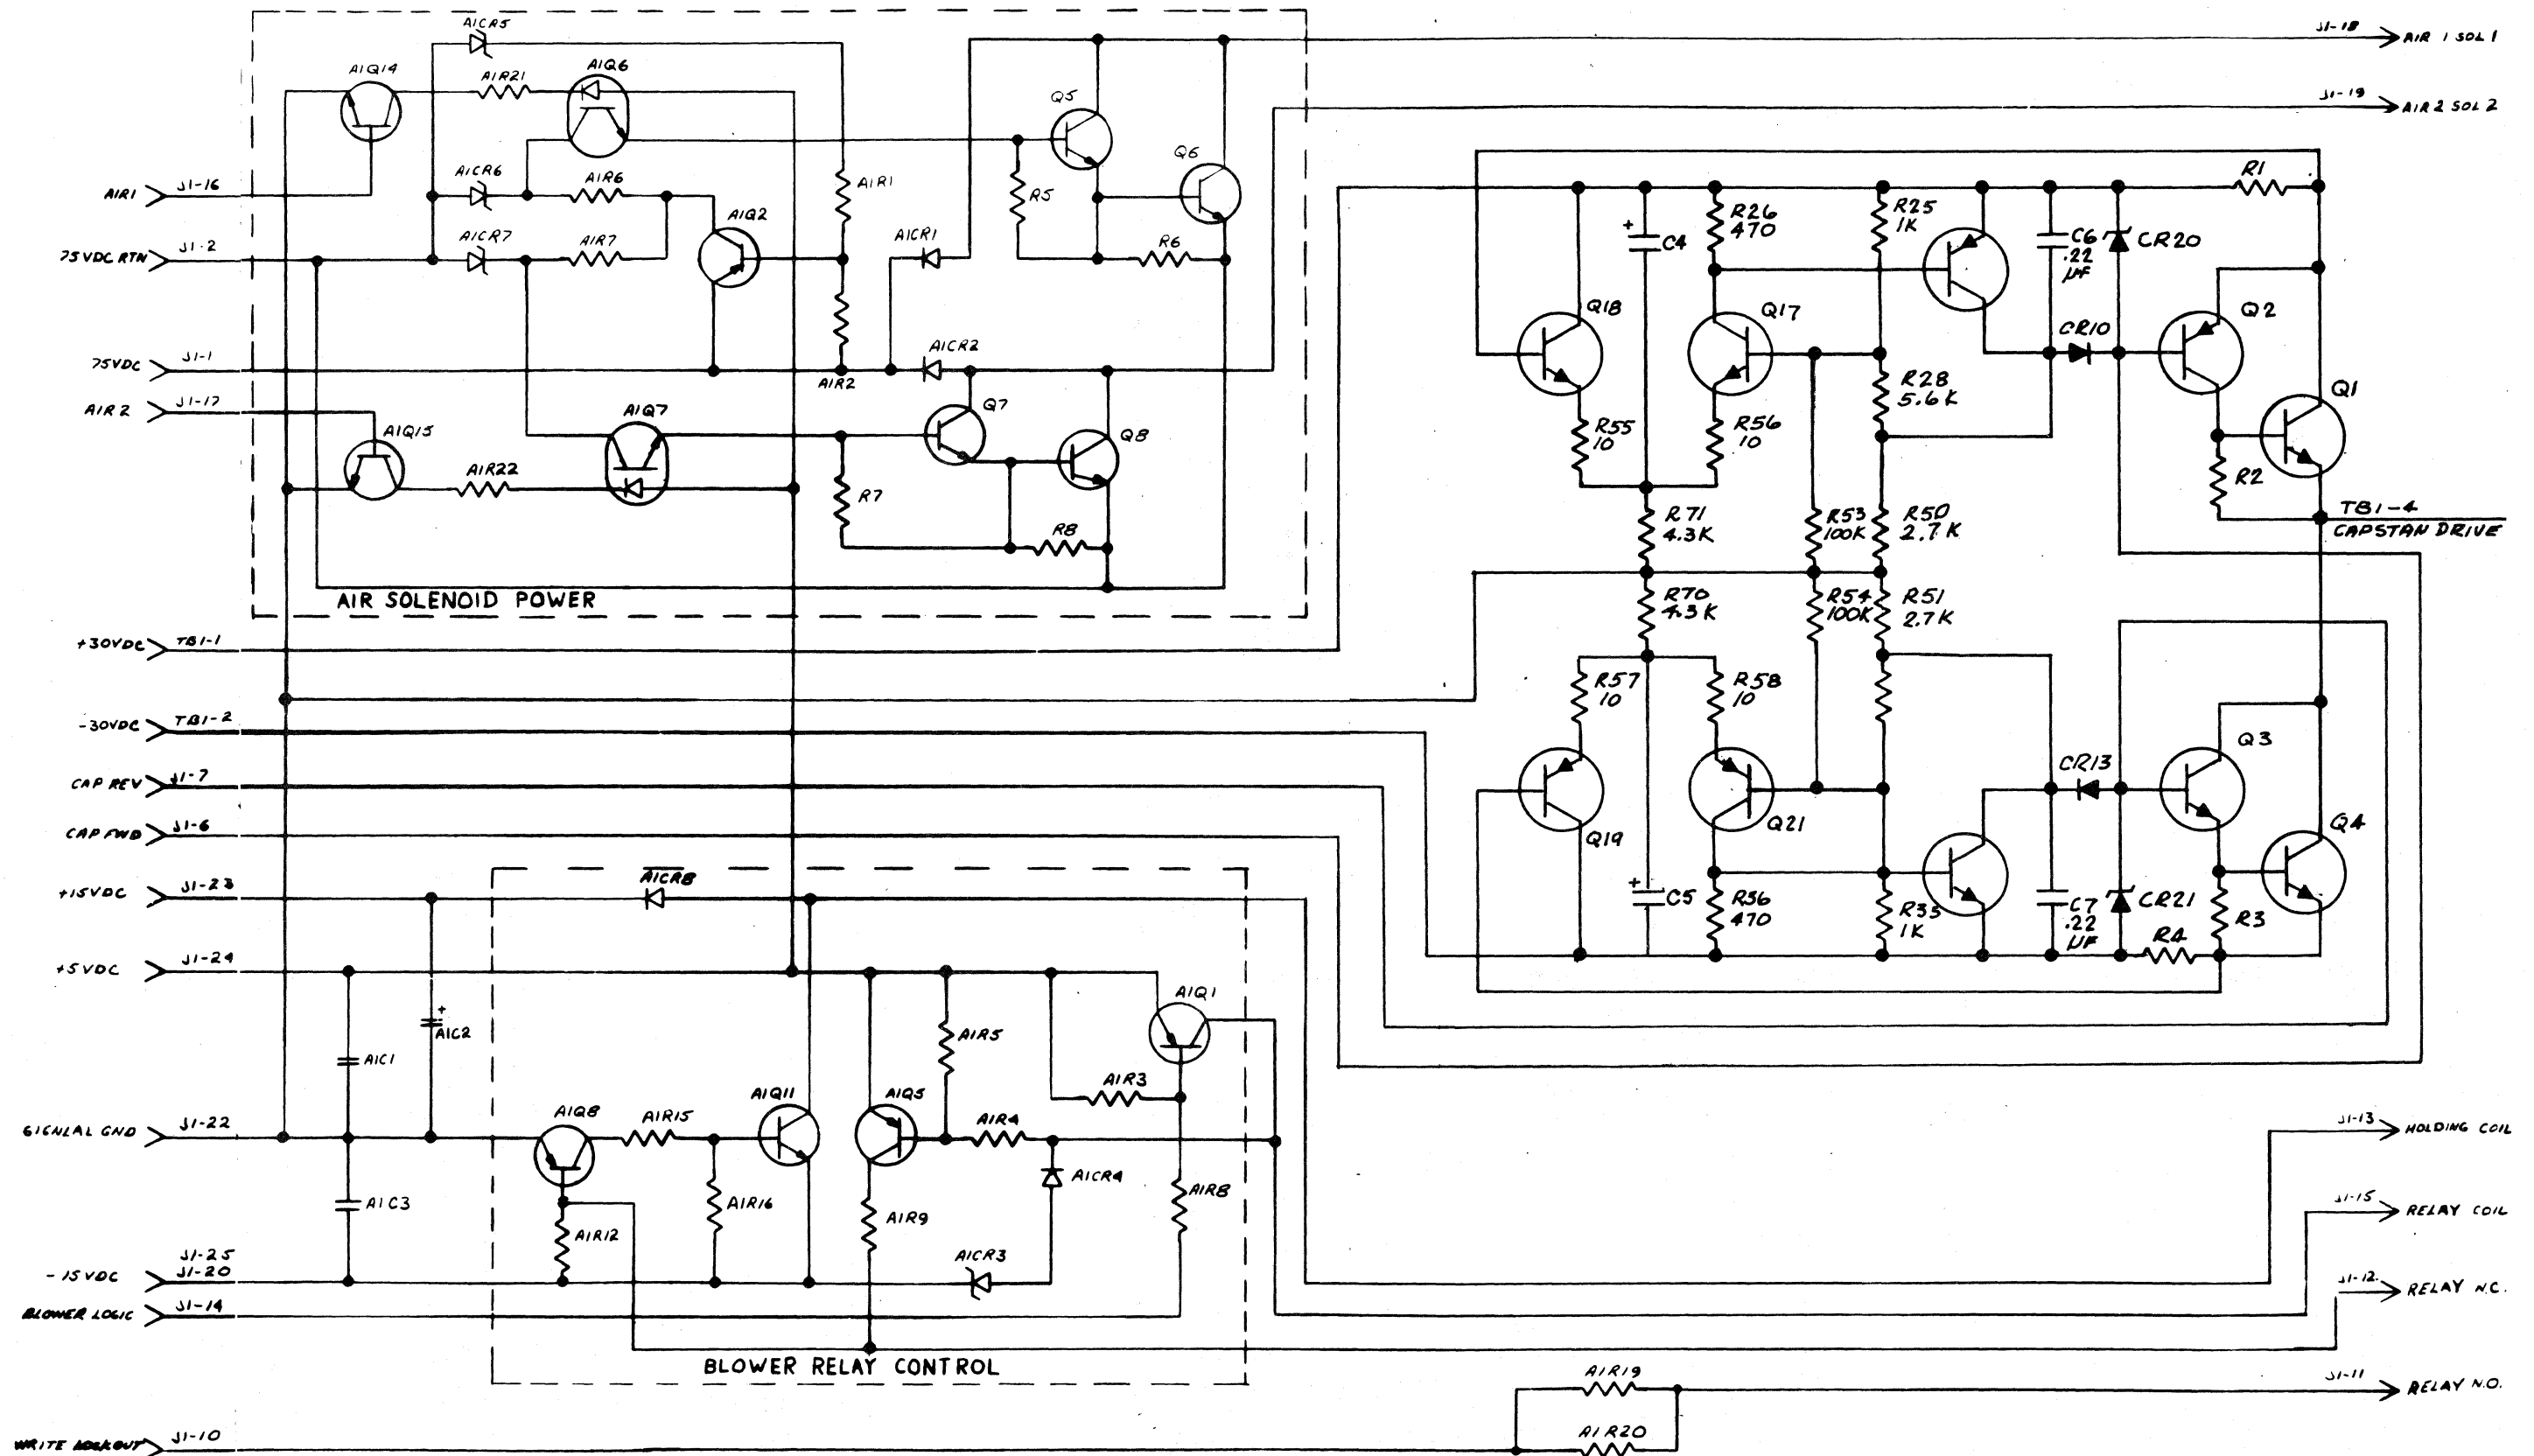 A1CR5
J1-18
AIR 1 SOL 1
A1Q14
A1R21
A1Q6
Q5
J1-19
AIR 2 SOL 2
A1CR6
A1R6
A1R1
R5
Q6
AIR1
J1-16
A1Q2
R1
A1CR7
A1R7
A1CR1
R6
75VDC RTN
J1-2
R26
470
R25
1K
C4
C6
.22
µF
CR20
Q18
Q17
CR10
Q2
75VDC
J1-1
A1R2
A1CR2
R28
5.6K
Q1
AIR 2
J1-17
A1Q15
A1Q7
Q7
Q8
R55
10
R56
10
A1R22
R7
R8
R2
R71
4.3K
R53
100K
R50
2.7K
TB1-4
CAPSTAN DRIVE
AIR SOLENOID POWER
R70
4.3K
R54
100K
R51
2.7K
+30VDC
TB1-1
R57
10
R58
10
-30VDC
TB1-2
CAP REV
J1-7
CR13
Q3
CAP FWD
J1-6
Q19
Q21
Q4
+15VDC
J1-23
A1CR8
C5
R36
470
R35
1K
C7
.22
µF
CR21
R3
R4
+5VDC
J1-24
A1Q1
A1C2
A1C1
A1R5
A1R3
A1Q8
A1R15
A1Q11
A1Q5
A1R4
SIGNLAL GND
J1-22
J1-13
HOLDING COIL
A1C3
A1R12
A1R16
A1R9
A1CR4
A1R8
J1-15
RELAY COIL
-15VDC
J1-25
J1-20
A1CR3
J1-12
RELAY N.C.
BLOWER LOGIC
J1-14
BLOWER RELAY CONTROL
A1R19
J1-11
RELAY N.O.
WRITE LOCKOUT
J1-10
A1R20